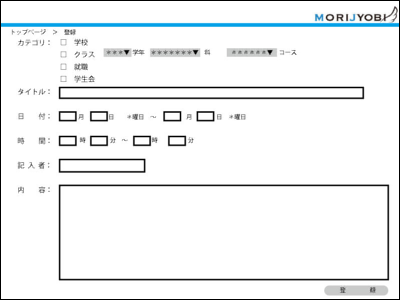 MORIJYOBI
トップページ ＞ 登録
カテゴリ： □ 学校
□ クラス ＊＊＊▼ 学年 ＊＊＊＊＊＊＊▼ 科 ＊＊＊＊＊＊▼ コース
□ 就職
□ 学生会
タイトル：
日 付： 月 日 ＊曜日 ～ 月 日 ＊曜日
時 間： 時 分 ～ 時 分
記入者：
内 容：
登 録